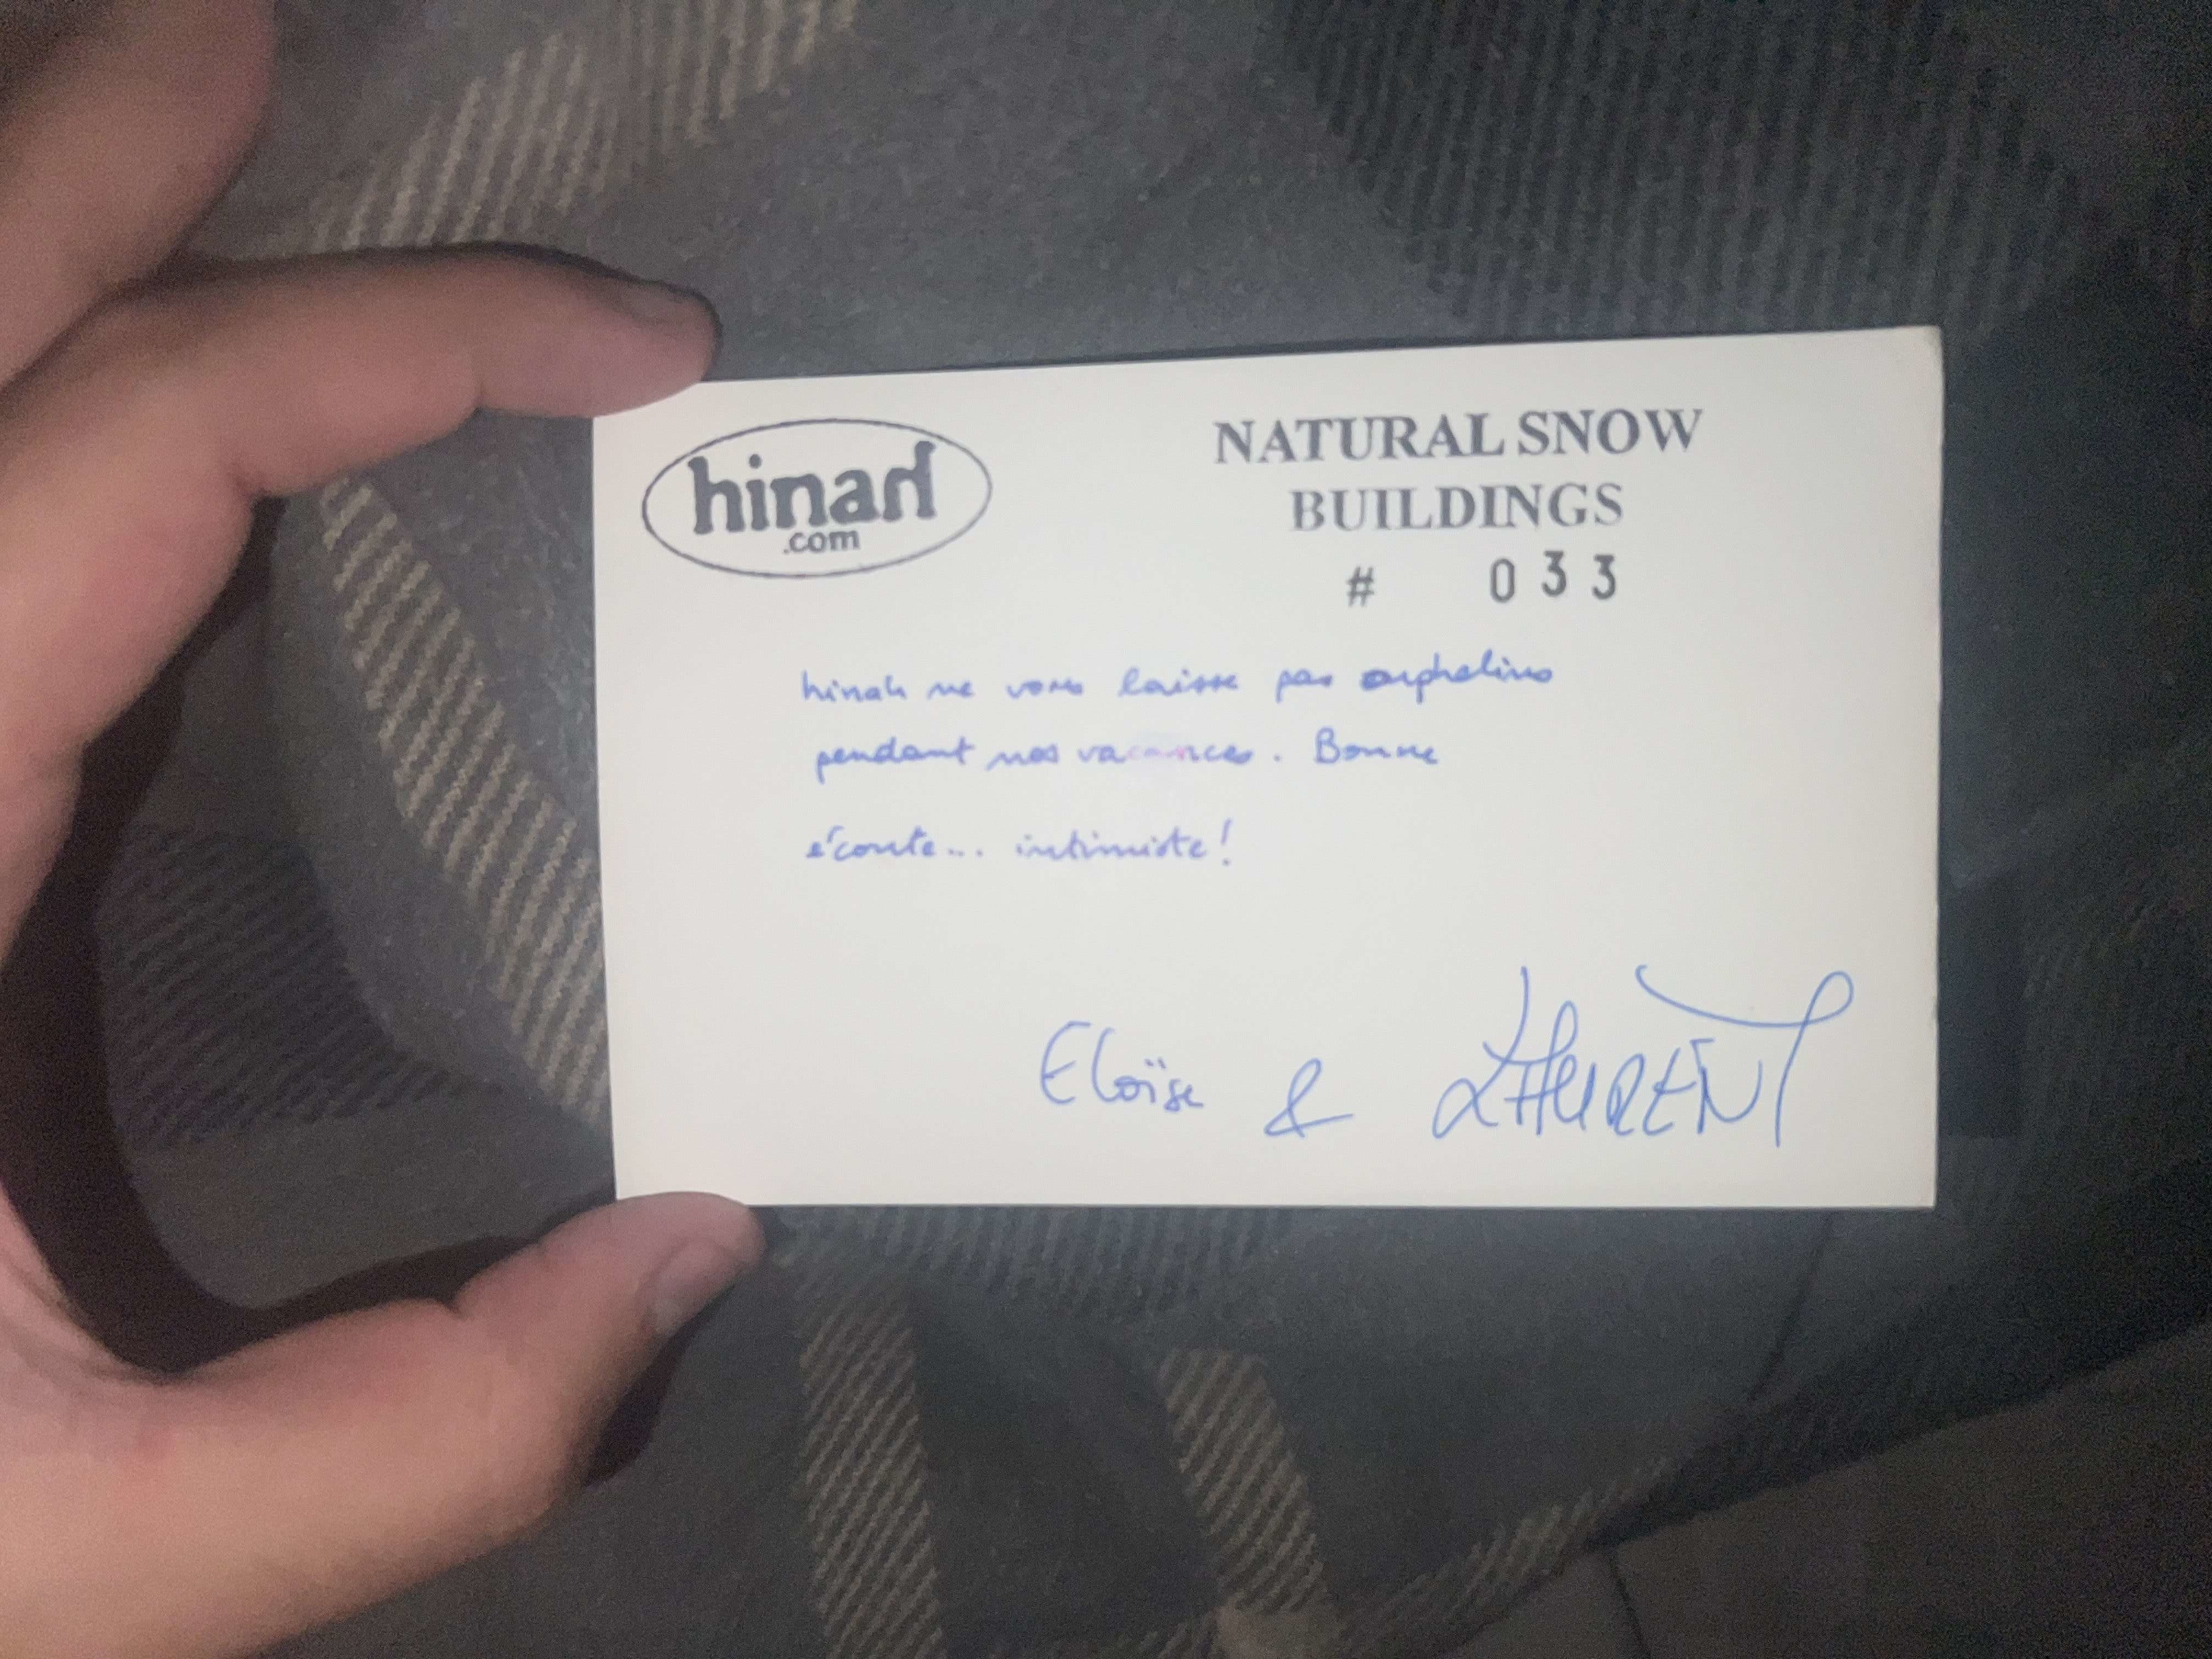 hinah
.com
NATURAL SNOW
BUILDINGS
# 033
hinah ne vous laisse pas orphelins
pendant nos vacances. Bonne
écoute... intimiste!
Eloïse & LAURENT